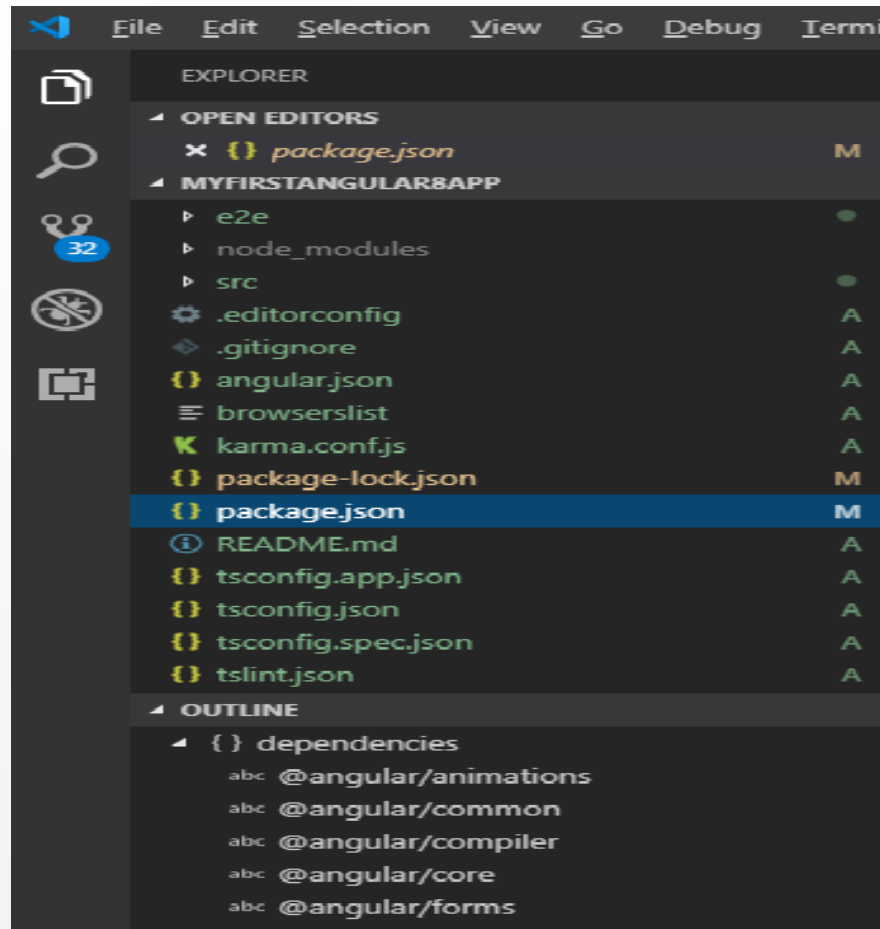 File Edit Selection View Go Debug Termi
EXPLORER
OPEN EDITORS
{} package.json M
MYFIRSTANGULAR8APP
e2e
32
node_modules
src
.editorconfig A
.gitignore A
{} angular.json A
browserslist A
K karma.conf.js A
{} package-lock.json M
{} package.json M
README.md A
{} tsconfig.app.json A
{} tsconfig.json A
{} tsconfig.spec.json A
{} tslint.json A
OUTLINE
{ } dependencies
abc @angular/animations
abc @angular/common
abc @angular/compiler
abc @angular/core
abc @angular/forms